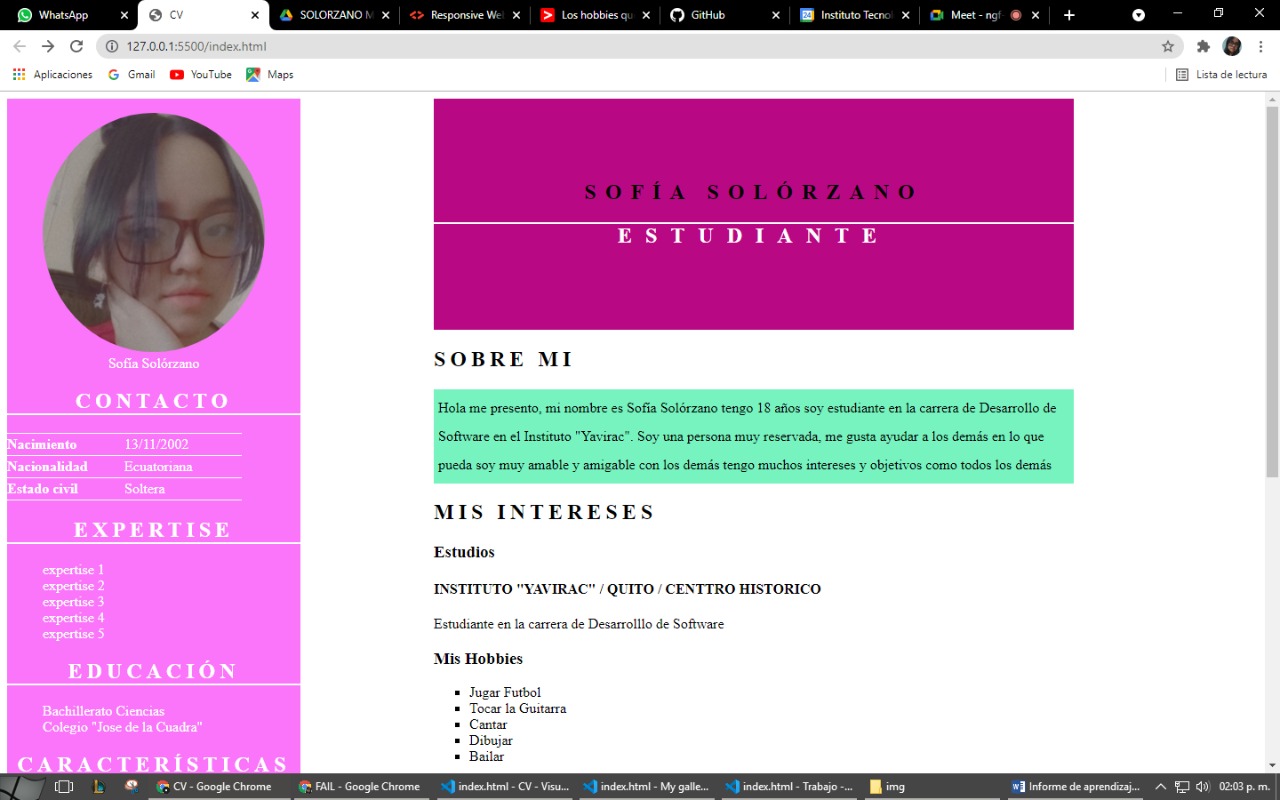 WhatsApp
CV
SOLORZANO M
Responsive Wel
Los hobbies qu
GitHub
Instituto Tecnol
Meet - ngf-
127.0.0.1:5500/index.html
Aplicaciones
Gmail
YouTube
Maps
Lista de lectura
Sofía Solórzano
CONTACTO
Nacimiento 13/11/2002
Nacionalidad Ecuatoriana
Estado civil Soltera
EXPERTISE
expertise 1
expertise 2
expertise 3
expertise 4
expertise 5
EDUCACIÓN
Bachillerato Ciencias
Colegio "Jose de la Cuadra"
CARACTERÍSTICAS
SOFÍA SOLÓRZANO
ESTUDIANTE
SOBRE MI
Hola me presento, mi nombre es Sofía Solórzano tengo 18 años soy estudiante en la carrera de Desarrollo de
Software en el Instituto "Yavirac". Soy una persona muy reservada, me gusta ayudar a los demás en lo que
pueda soy muy amable y amigable con los demás tengo muchos intereses y objetivos como todos los demás
MIS INTERESES
Estudios
INSTITUTO "YAVIRAC" / QUITO / CENTTRO HISTORICO
Estudiante en la carrera de Desarrolllo de Software
Mis Hobbies
Jugar Futbol
Tocar la Guitarra
Cantar
Dibujar
Bailar
CV - Google Chrome
FAIL - Google Chrome
index.html - CV - Visu...
index.html - My galle...
index.html - Trabajo -...
img
Informe de aprendizaj...
02:03 p. m.